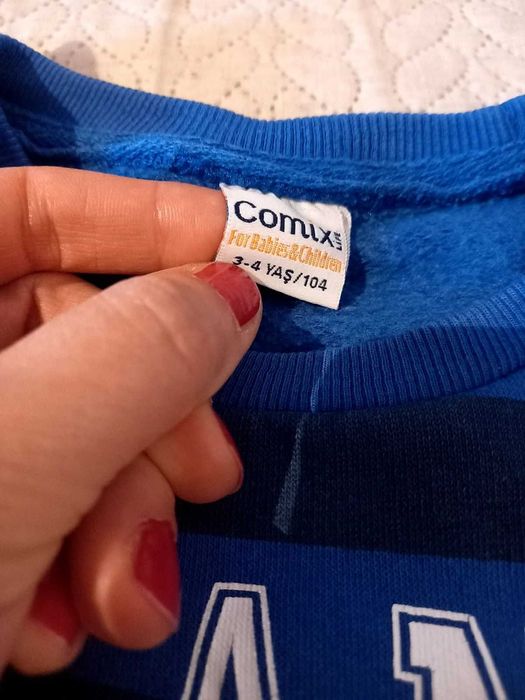 Comix
For Babies&Children
3-4 YAŞ/104